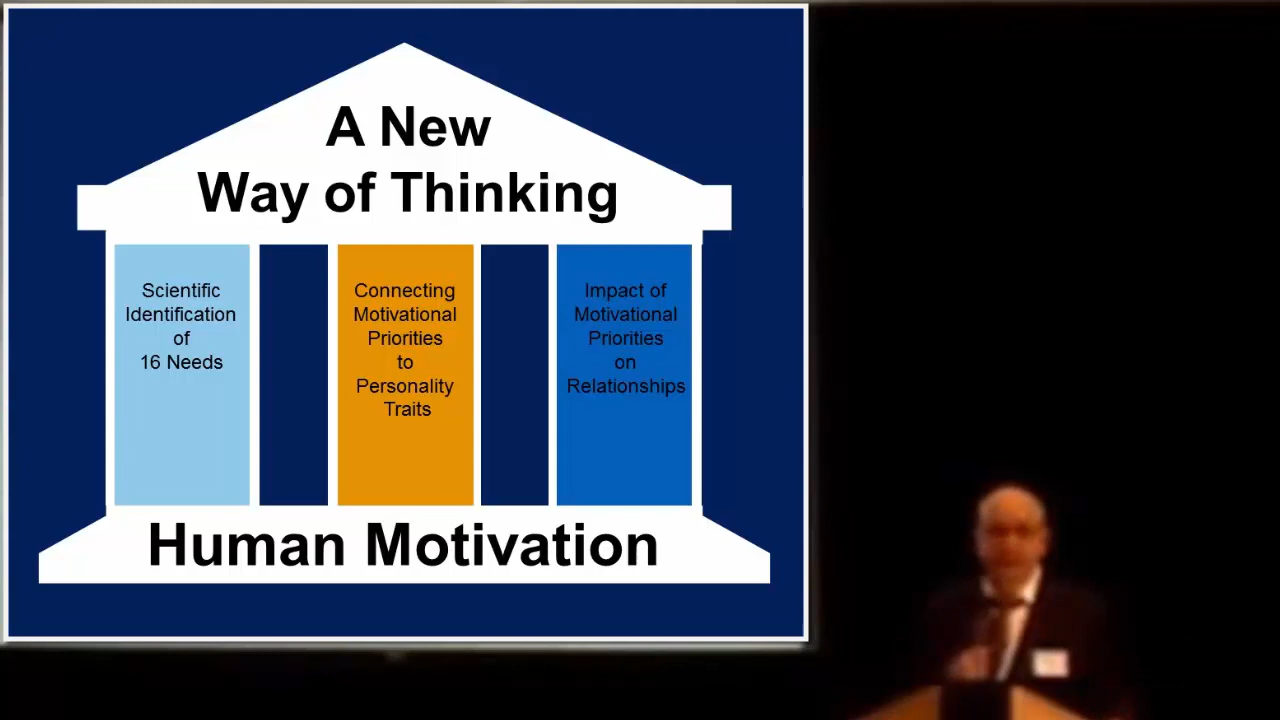 A New
Way of Thinking
Scientific
Identification
of
16 Needs
Connecting
Motivational
Priorities
to
Personality
Traits
Impact of
Motivational
Priorities
on
Relationships
Human Motivation